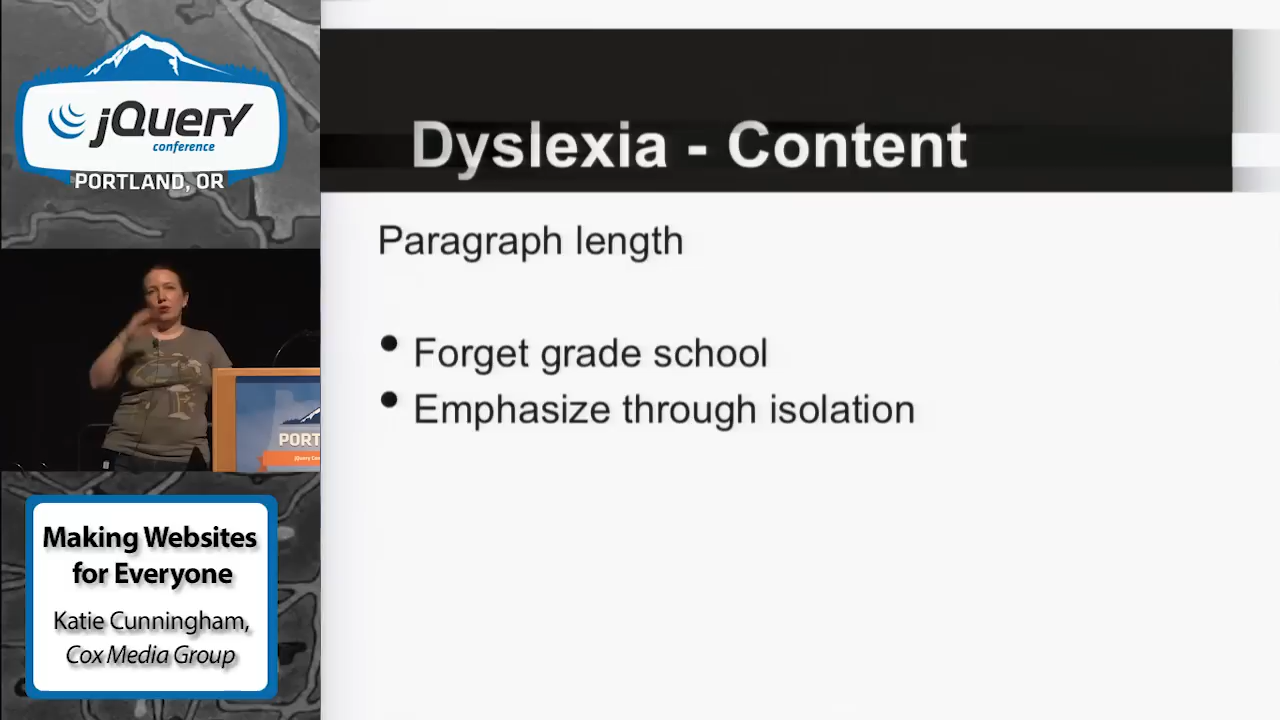 jQuery
conference
PORTLAND, OR
Dyslexia - Content
Paragraph length
• Forget grade school
• Emphasize through isolation
PORT
Making Websites
for Everyone
Katie Cunningham,
Cox Media Group